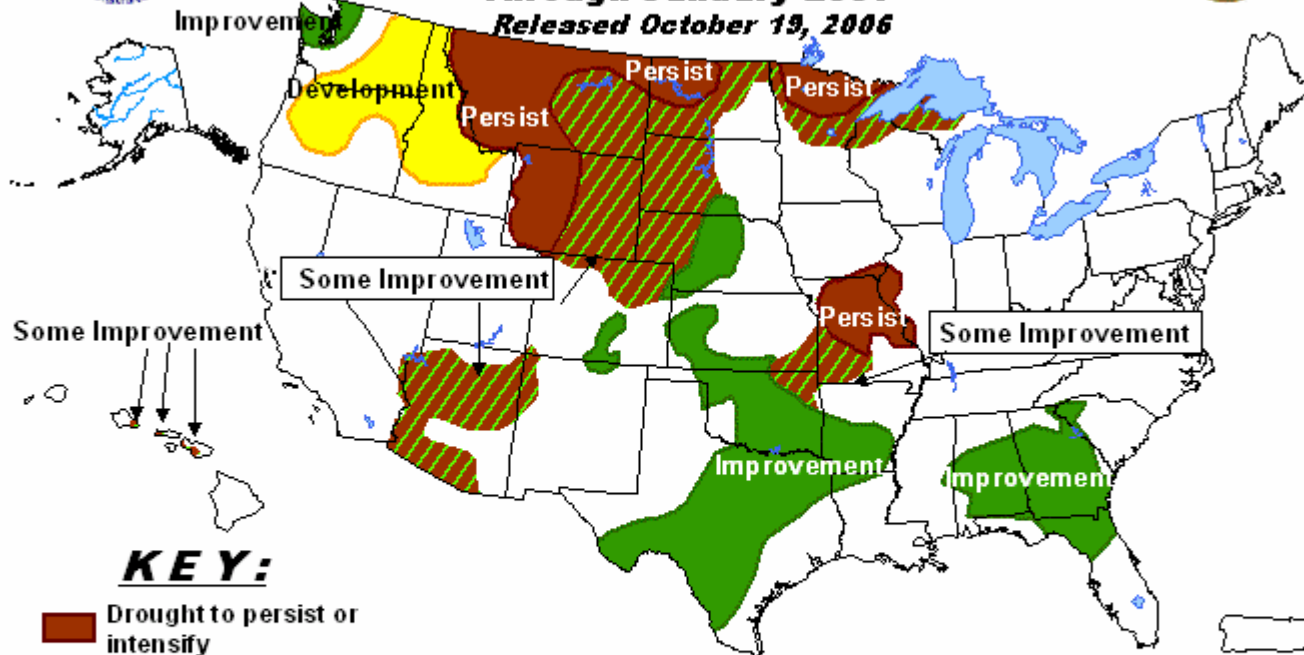 Released October 19, 2006
Improvement
Development
Persist
Persist
Persist
Some Improvement
Some Improvement
Persist
Some Improvement
Improvement
Improvement
KEY:
Drought to persist or
intensify